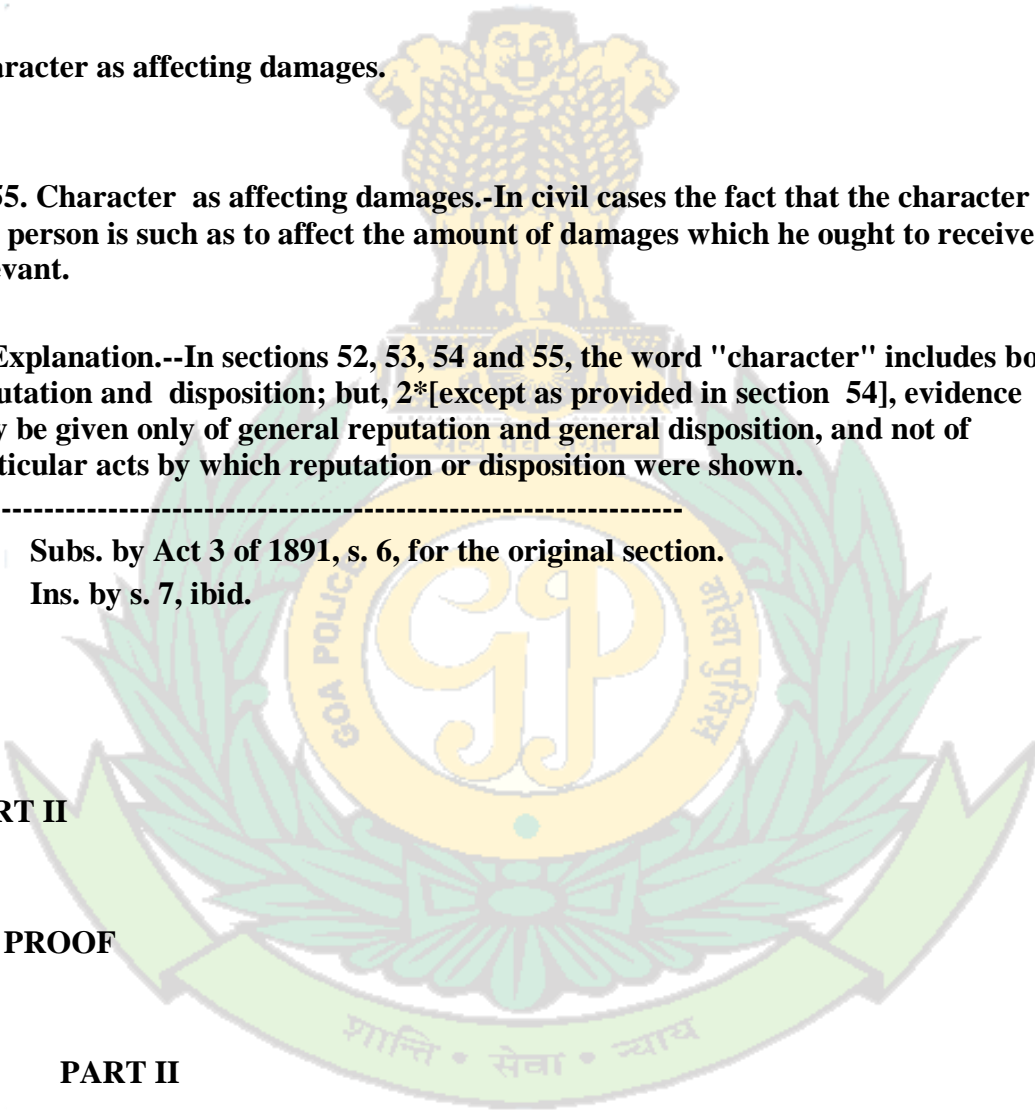 aracter as affecting damages.
55. Character as affecting damages.-In civil cases the fact that the character
person is such as to affect the amount of damages which he ought to receive
evant.
Explanation.--In sections 52, 53, 54 and 55, the word "character" includes bo
utation and disposition; but, 2*[except as provided in section 54], evidence
y be given only of general reputation and general disposition, and not of
ticular acts by which reputation or disposition were shown.
----------------------------------------------------------------
Subs. by Act 3 of 1891, s. 6, for the original section.
Ins. by s. 7, ibid.
सत्यमेव जयते
GOA POLICE
गोंवा पुलिस
RT II
PROOF
शान्ति • सेवा • न्याय
PART II